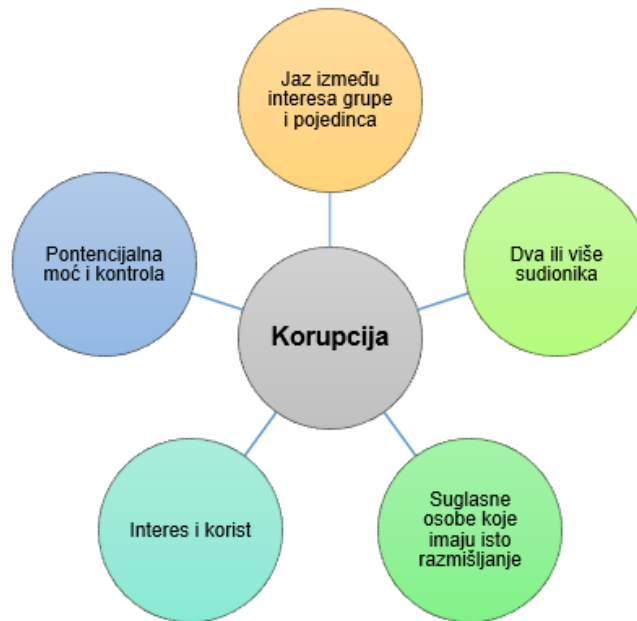 Jaz između
interesa grupe
i pojedinca
Pontencijalna
moć i kontrola
Dva ili više
sudionika
Korupcija
Interes i korist
Suglasne
osobe koje
imaju isto
razmišljanje